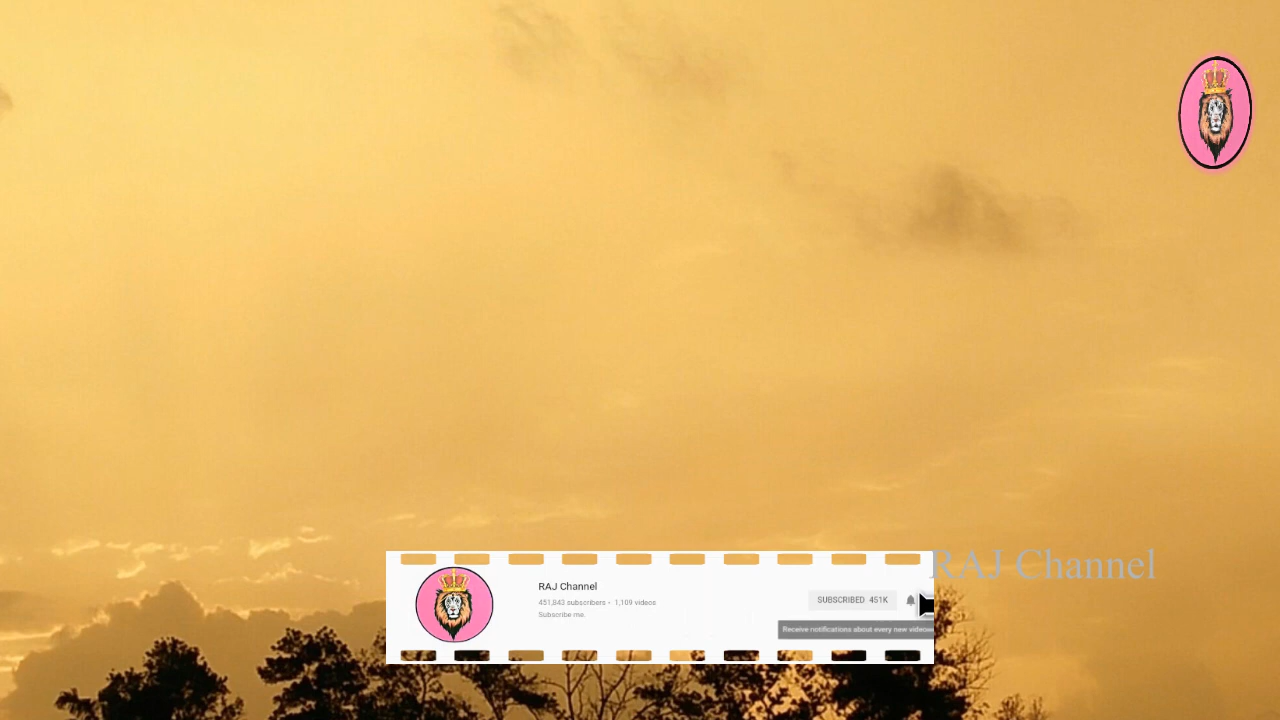 RAJ Channel
RAJ Channel
451,843 subscribers • 1,109 videos
Subscribe me.
SUBSCRIBED 451K
Receive notifications about every new video